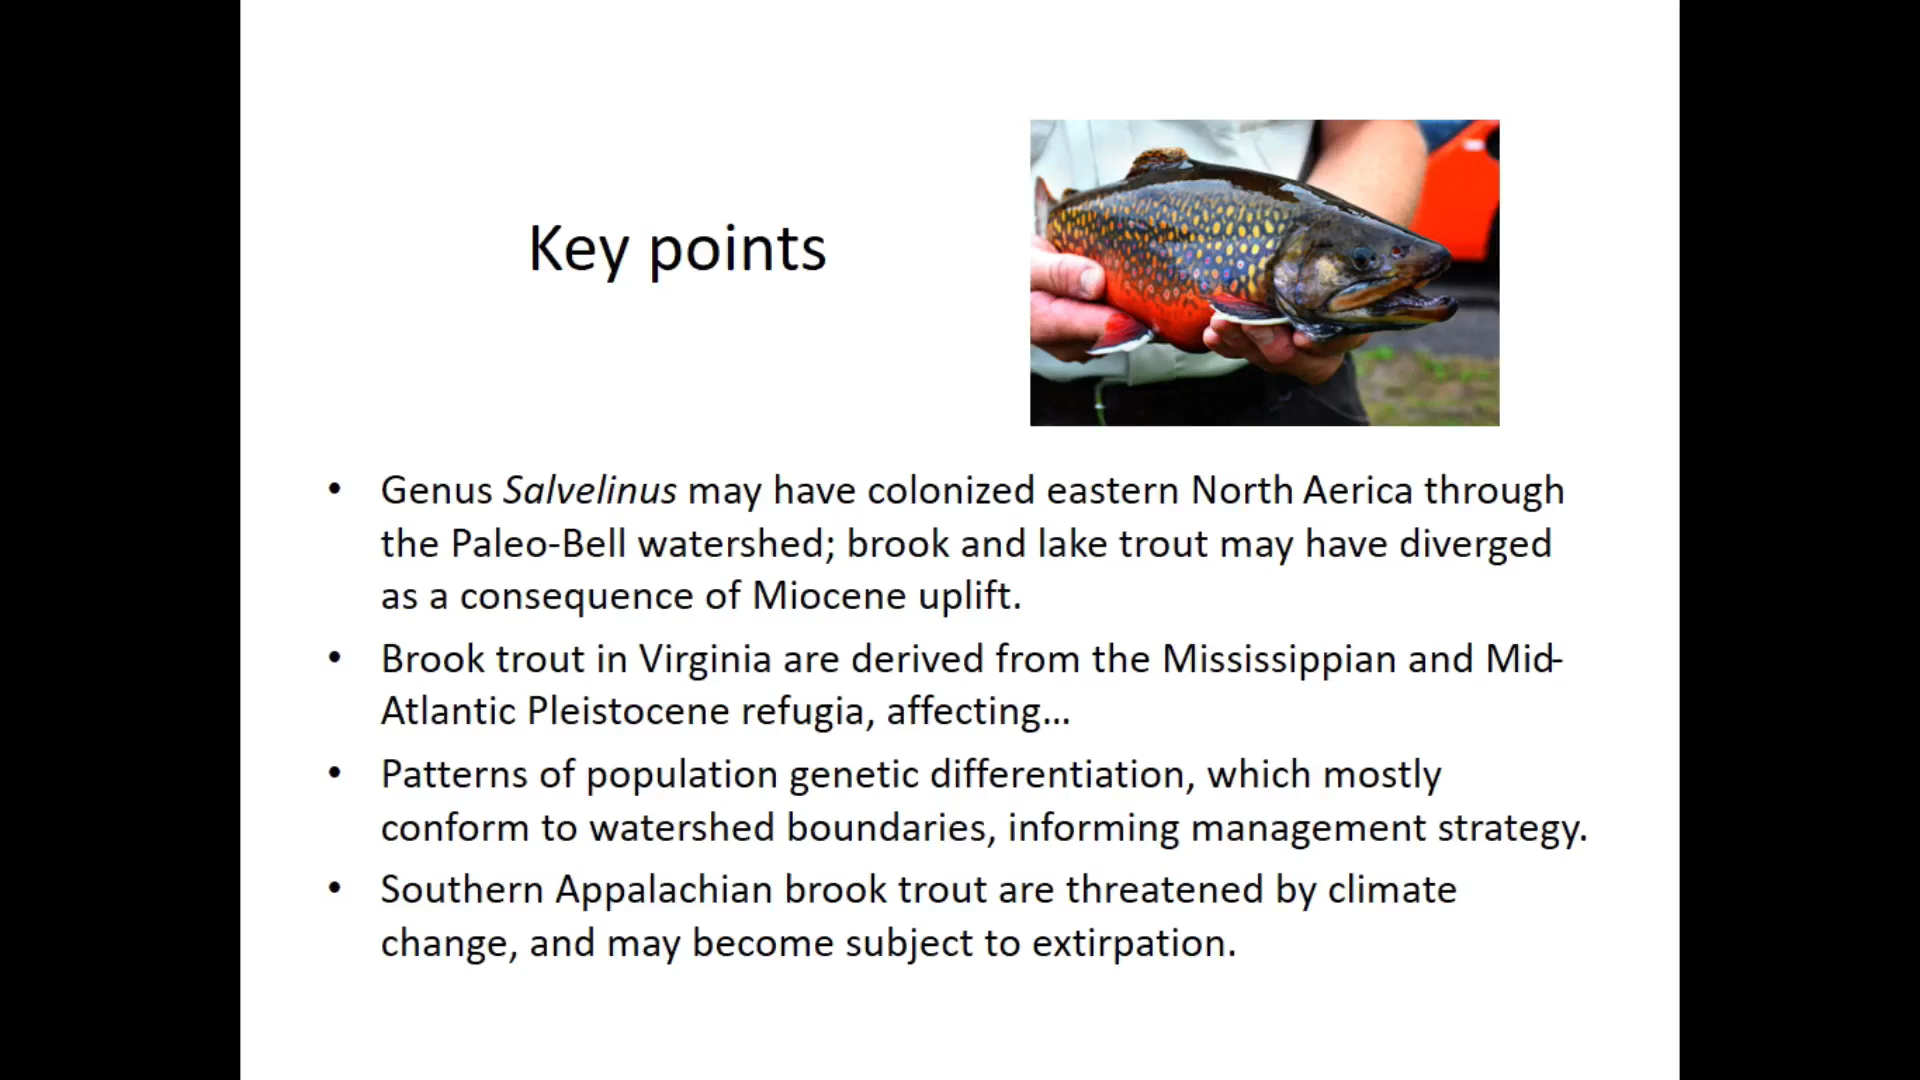 Key points
• Genus Salvelinus may have colonized eastern North Aerica through
the Paleo-Bell watershed; brook and lake trout may have diverged
as a consequence of Miocene uplift.
• Brook trout in Virginia are derived from the Mississippian and Mid-
Atlantic Pleistocene refugia, affecting…
• Patterns of population genetic differentiation, which mostly
conform to watershed boundaries, informing management strategy.
• Southern Appalachian brook trout are threatened by climate
change, and may become subject to extirpation.